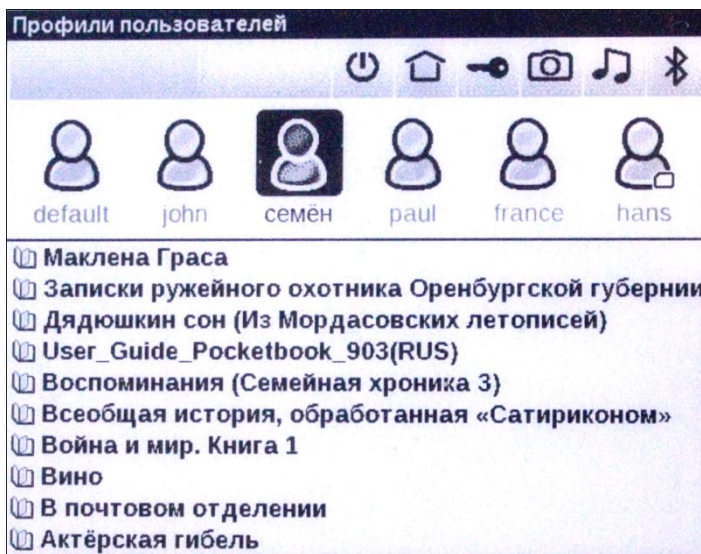 Профили пользователей
default john семён paul france hans
Маклена Граса
Записки ружейного охотника Оренбургской губернии
Дядюшкин сон (Из Мордасовских летописей)
User_Guide_Pocketbook_903(RUS)
Воспоминания (Семейная хроника 3)
Всеобщая история, обработанная «Сатириконом»
Война и мир. Книга 1
Вино
В почтовом отделении
Актёрская гибель